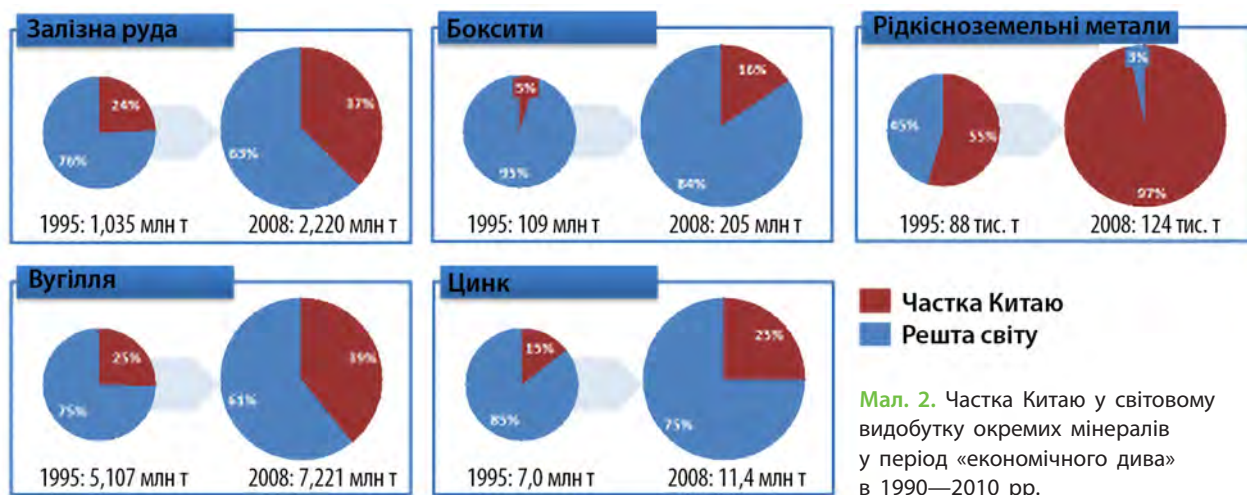 Залізна руда
24%
76%
37%
63%
1995: 1,035 млн т
2008: 2,220 млн т
Боксити
5%
95%
16%
84%
1995: 109 млн т
2008: 205 млн т
Рідкісноземельні метали
45%
55%
3%
97%
1995: 88 тис. т
2008: 124 тис. т
Вугілля
25%
75%
39%
61%
1995: 5,107 млн т
2008: 7,221 млн т
Цинк
15%
85%
25%
75%
1995: 7,0 млн т
2008: 11,4 млн т
Частка Китаю
Решта світу
Мал. 2. Частка Китаю у світовому
видобутку окремих мінералів
у період «економічного дива»
в 1990—2010 рр.